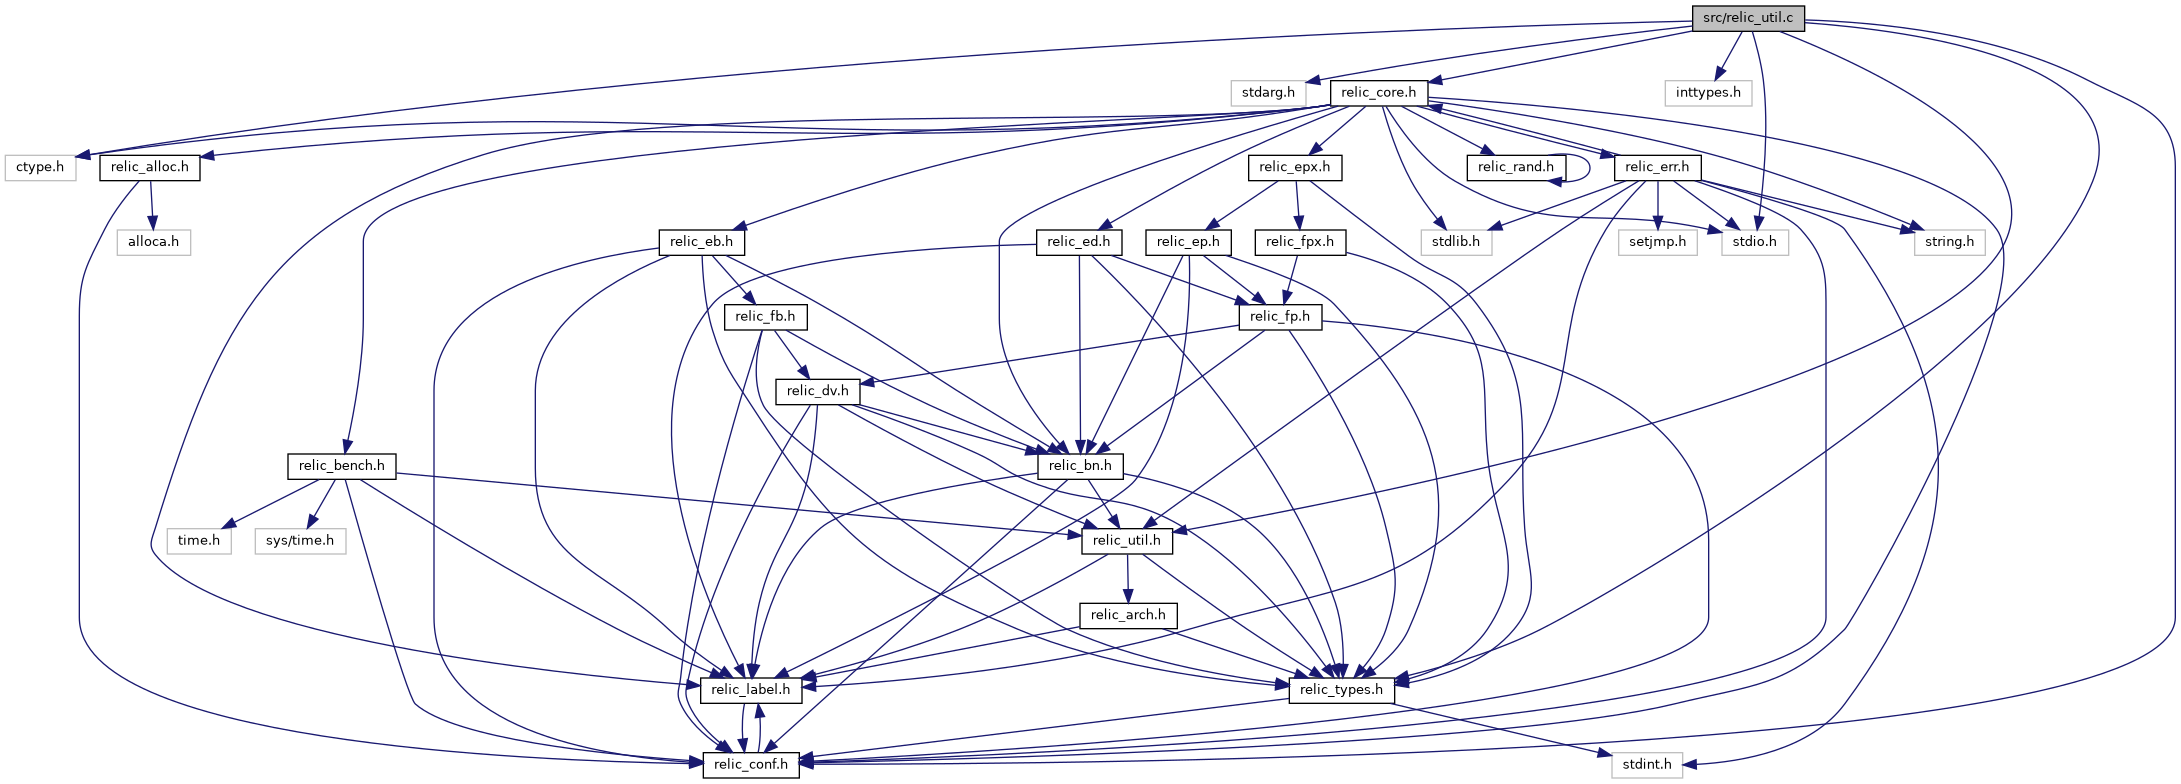 src/relic_util.c
stdarg.h
relic_core.h
inttypes.h
ctype.h
relic_alloc.h
relic_epx.h
relic_rand.h
relic_err.h
alloca.h
relic_eb.h
relic_ed.h
relic_ep.h
relic_fpx.h
stdlib.h
setjmp.h
stdio.h
string.h
relic_fb.h
relic_fp.h
relic_dv.h
relic_bench.h
relic_bn.h
time.h
sys/time.h
relic_util.h
relic_arch.h
relic_label.h
relic_types.h
relic_conf.h
stdint.h